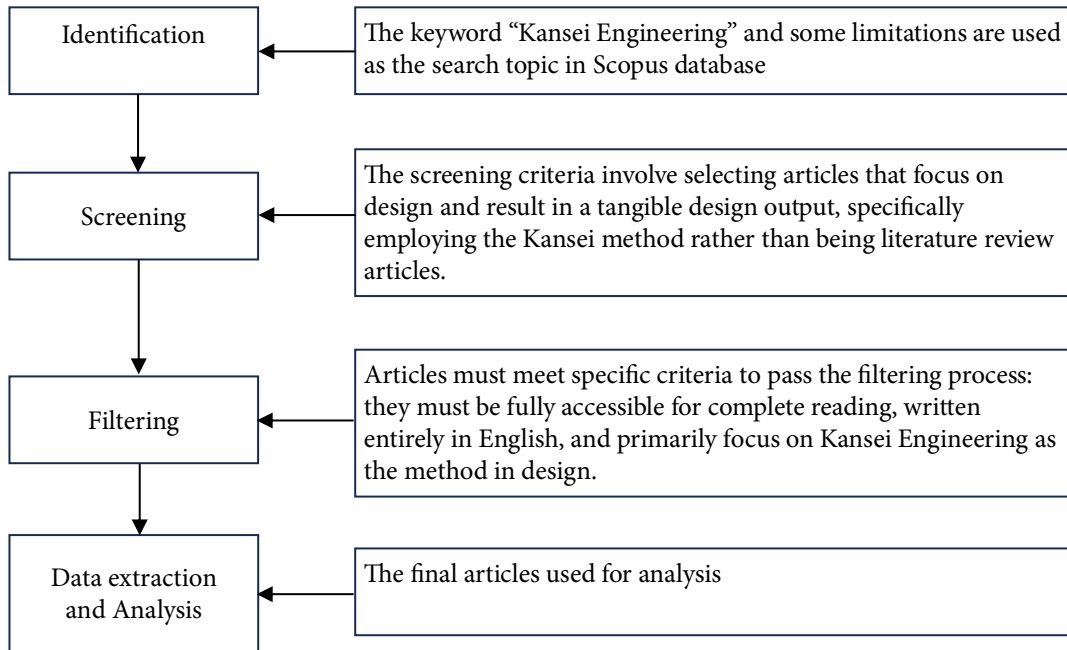 Identification
The keyword “Kansei Engineering” and some limitations are used
as the search topic in Scopus database
Screening
The screening criteria involve selecting articles that focus on
design and result in a tangible design output, specifically
employing the Kansei method rather than being literature review
articles.
Filtering
Articles must meet specific criteria to pass the filtering process:
they must be fully accessible for complete reading, written
entirely in English, and primarily focus on Kansei Engineering as
the method in design.
Data extraction
and Analysis
The final articles used for analysis